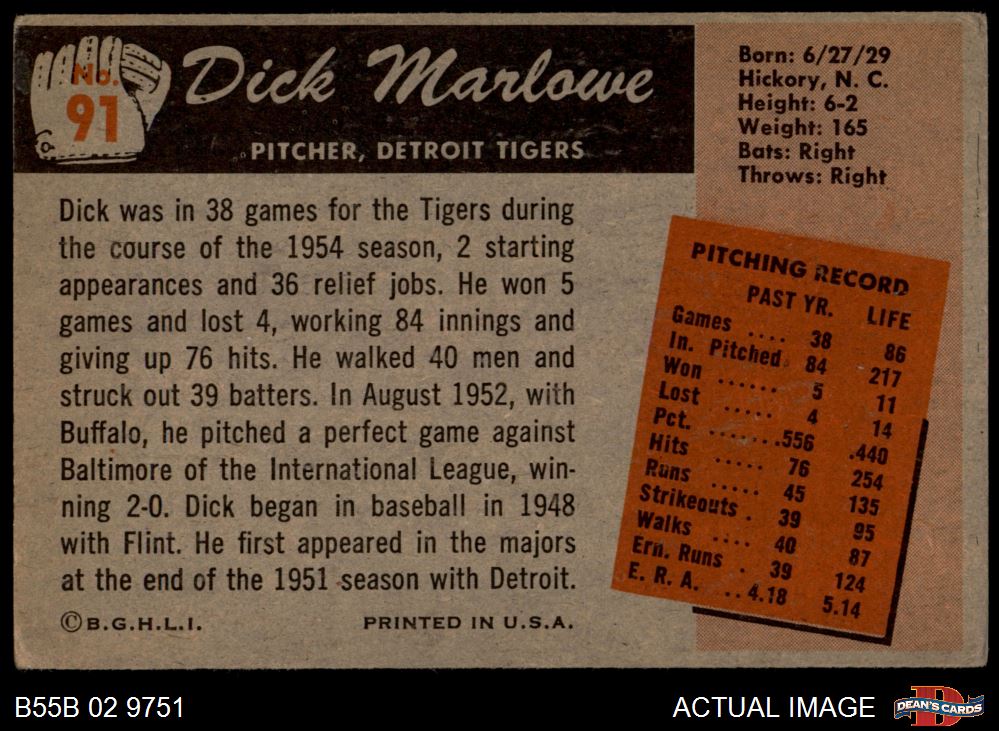 No.
91
Dick Marlowe
PITCHER, DETROIT TIGERS
Born: 6/27/29
Hickory, N. C.
Height: 6-2
Weight: 165
Bats: Right
Throws: Right
Dick was in 38 games for the Tigers during
the course of the 1954 season, 2 starting
appearances and 36 relief jobs. He won 5
games and lost 4, working 84 innings and
giving up 76 hits. He walked 40 men and
struck out 39 batters. In August 1952, with
Buffalo, he pitched a perfect game against
Baltimore of the International League, win-
ning 2-0. Dick began in baseball in 1948
with Flint. He first appeared in the majors
at the end of the 1951 season with Detroit.
©B.G.H.L.I. PRINTED IN U.S.A.
PITCHING RECORD
PAST YR. LIFE
Games .... 38 86
In. Pitched. 84 217
Won ...... 5 11
Lost ..... 4 14
Pct. .......556 .440
Hits ..... 76 254
Runs ..... 45 135
Strikeouts . 39 95
Walks .... 40 87
Ern. Runs . 39 124
E. R. A. ..4.18 5.14
B55B 02 9751
ACTUAL IMAGE
DEAN'S CARDS